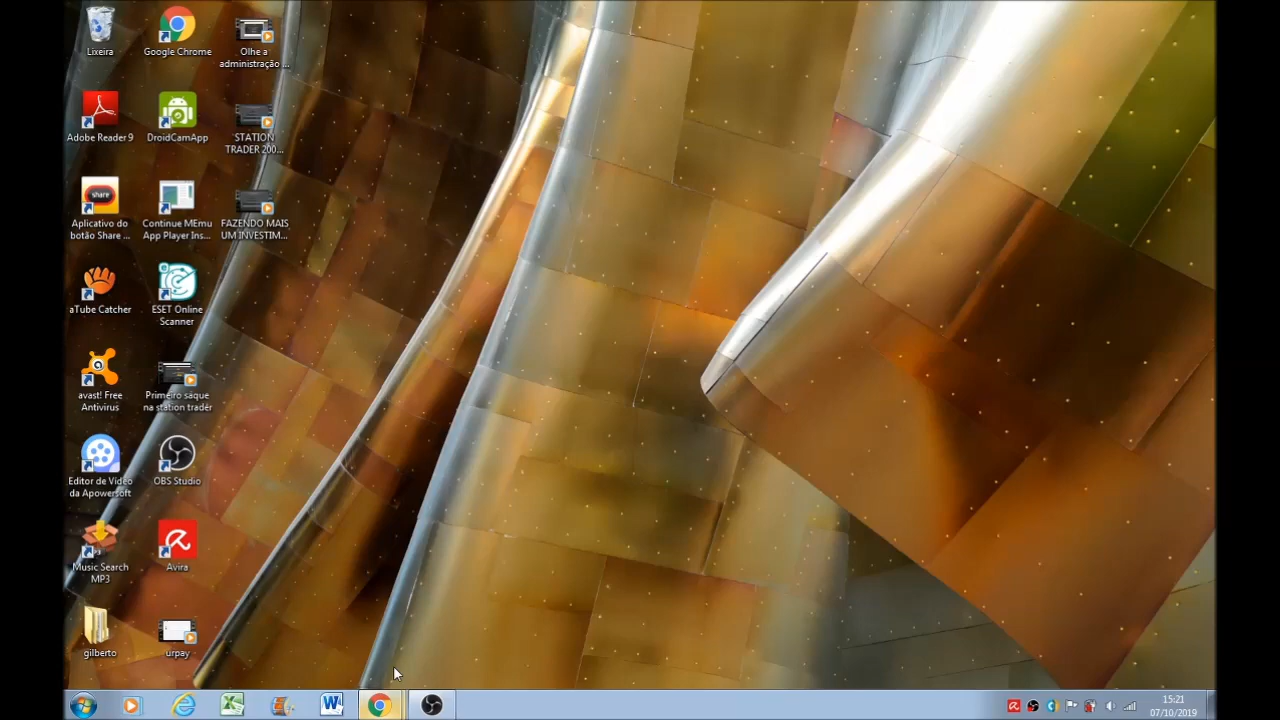 Lixeira
Google Chrome
Olhe a
administração ...
Adobe Reader 9
DroidCamApp
STATION
TRADER 200...
share
Aplicativo do
botão Share ...
Continue MEmu
App Player Ins...
FAZENDO MAIS
UM INVESTIM...
aTube Catcher
ESET Online
Scanner
avast! Free
Antivirus
Primeiro saque
na station trader
Editor de Vídeo
da Apowersoft
OBS Studio
Music Search
MP3
Avira
gilberto
urpay
15:21
07/10/2019